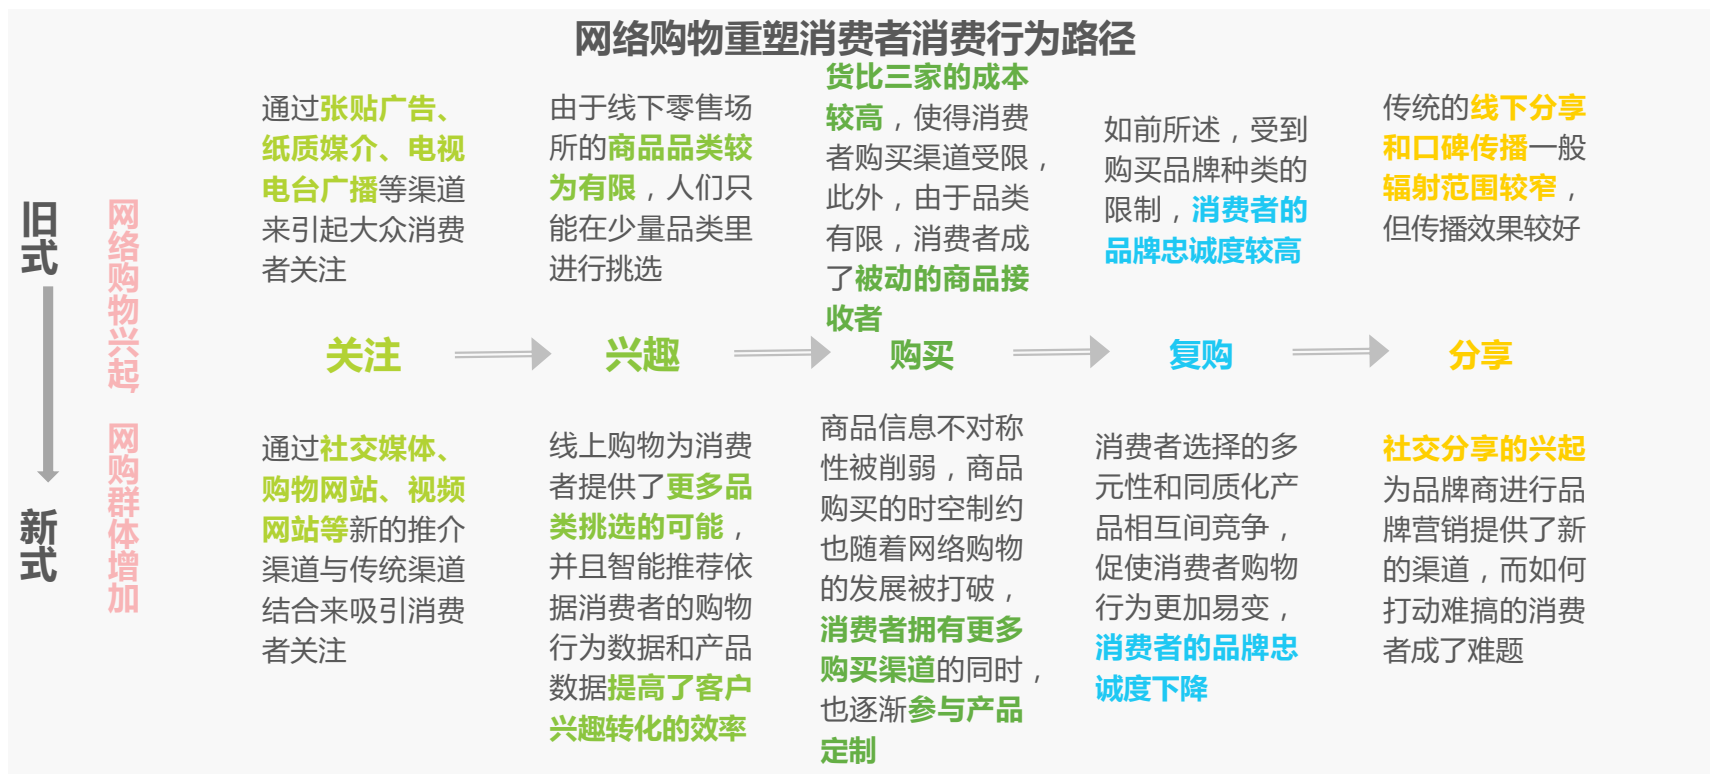 网络购物重塑消费者消费行为路径
旧式
新式
网络购物兴起，网购群体增加
通过张贴广告、
纸质媒介、电视
电台广播等渠道
来引起大众消费
者关注
由于线下零售场
所的商品品类较
为有限，人们只
能在少量品类里
进行挑选
货比三家的成本
较高，使得消费
者购买渠道受限，
此外，由于品类
有限，消费者成
了被动的商品接
收者
如前所述，受到
购买品牌种类的
限制，消费者的
品牌忠诚度较高
传统的线下分享
和口碑传播一般
辐射范围较窄，
但传播效果较好
关注
兴趣
购买
复购
分享
通过社交媒体、
购物网站、视频
网站等新的推介
渠道与传统渠道
结合来吸引消费
者关注
线上购物为消费
者提供了更多品
类挑选的可能，
并且智能推荐依
据消费者的购物
行为数据和产品
数据提高了客户
兴趣转化的效率
商品信息不对称
性被削弱，商品
购买的时空制约
也随着网络购物
的发展被打破，
消费者拥有更多
购买渠道的同时，
也逐渐参与产品
定制
消费者选择的多
元性和同质化产
品相互间竞争，
促使消费者购物
行为更加易变，
消费者的品牌忠
诚度下降
社交分享的兴起
为品牌商进行品
牌营销提供了新
的渠道，而如何
打动难搞的消费
者成了难题